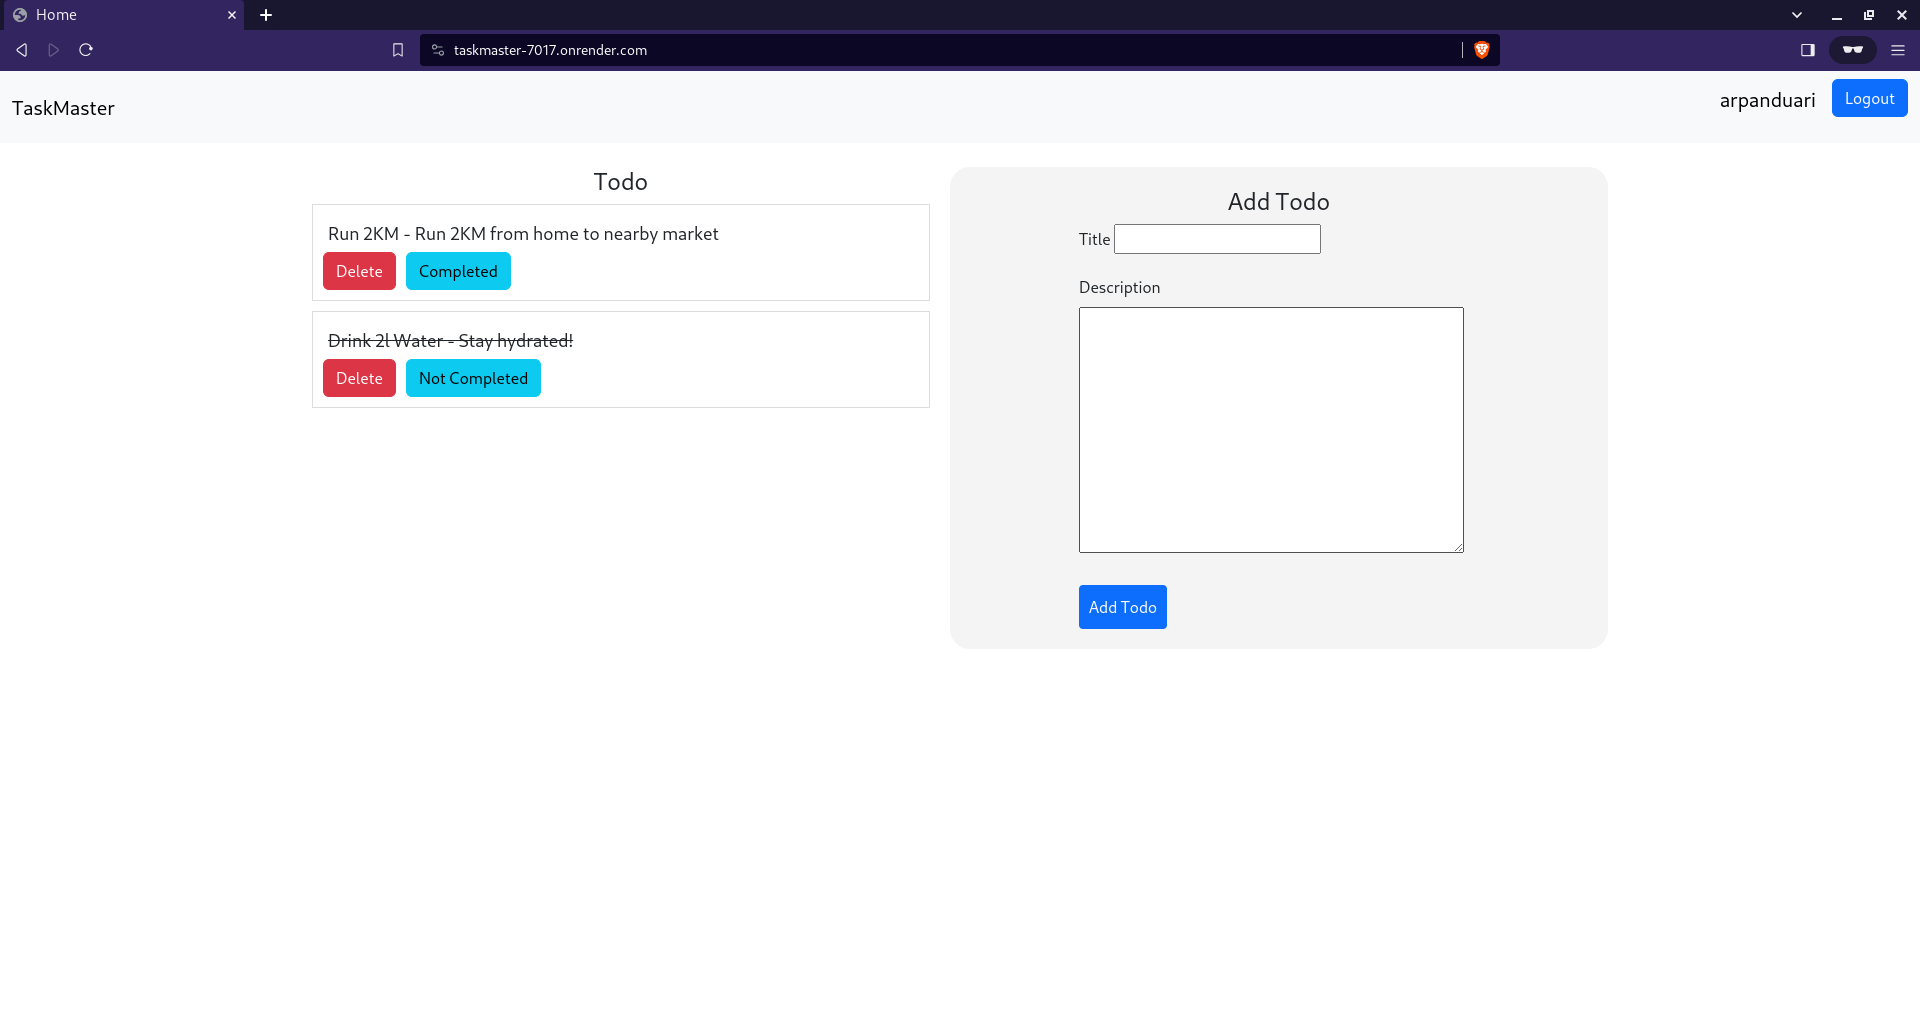 Home
taskmaster-7017.onrender.com
TaskMaster
arpanduari
Logout
Todo
Run 2KM - Run 2KM from home to nearby market
Delete
Completed
Drink 2l Water - Stay hydrated!
Delete
Not Completed
Add Todo
Title
Description
Add Todo